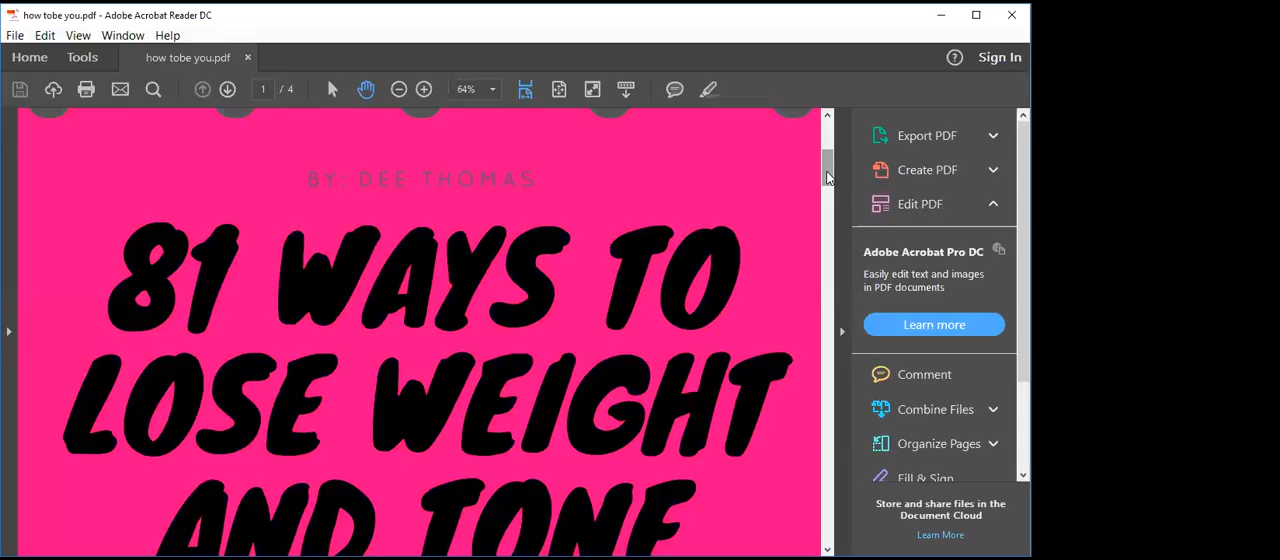 how tobe you.pdf - Adobe Acrobat Reader DC
File Edit View Window Help
Home Tools how tobe you.pdf × ? Sign In
1 / 4 64%
BY: DEE THOMAS
81 WAYS TO
LOSE WEIGHT
AND TONE
Export PDF
Create PDF
Edit PDF
Adobe Acrobat Pro DC
Easily edit text and images
in PDF documents
Learn more
Comment
Combine Files
Organize Pages
Fill & Sign
Store and share files in the
Document Cloud
Learn More